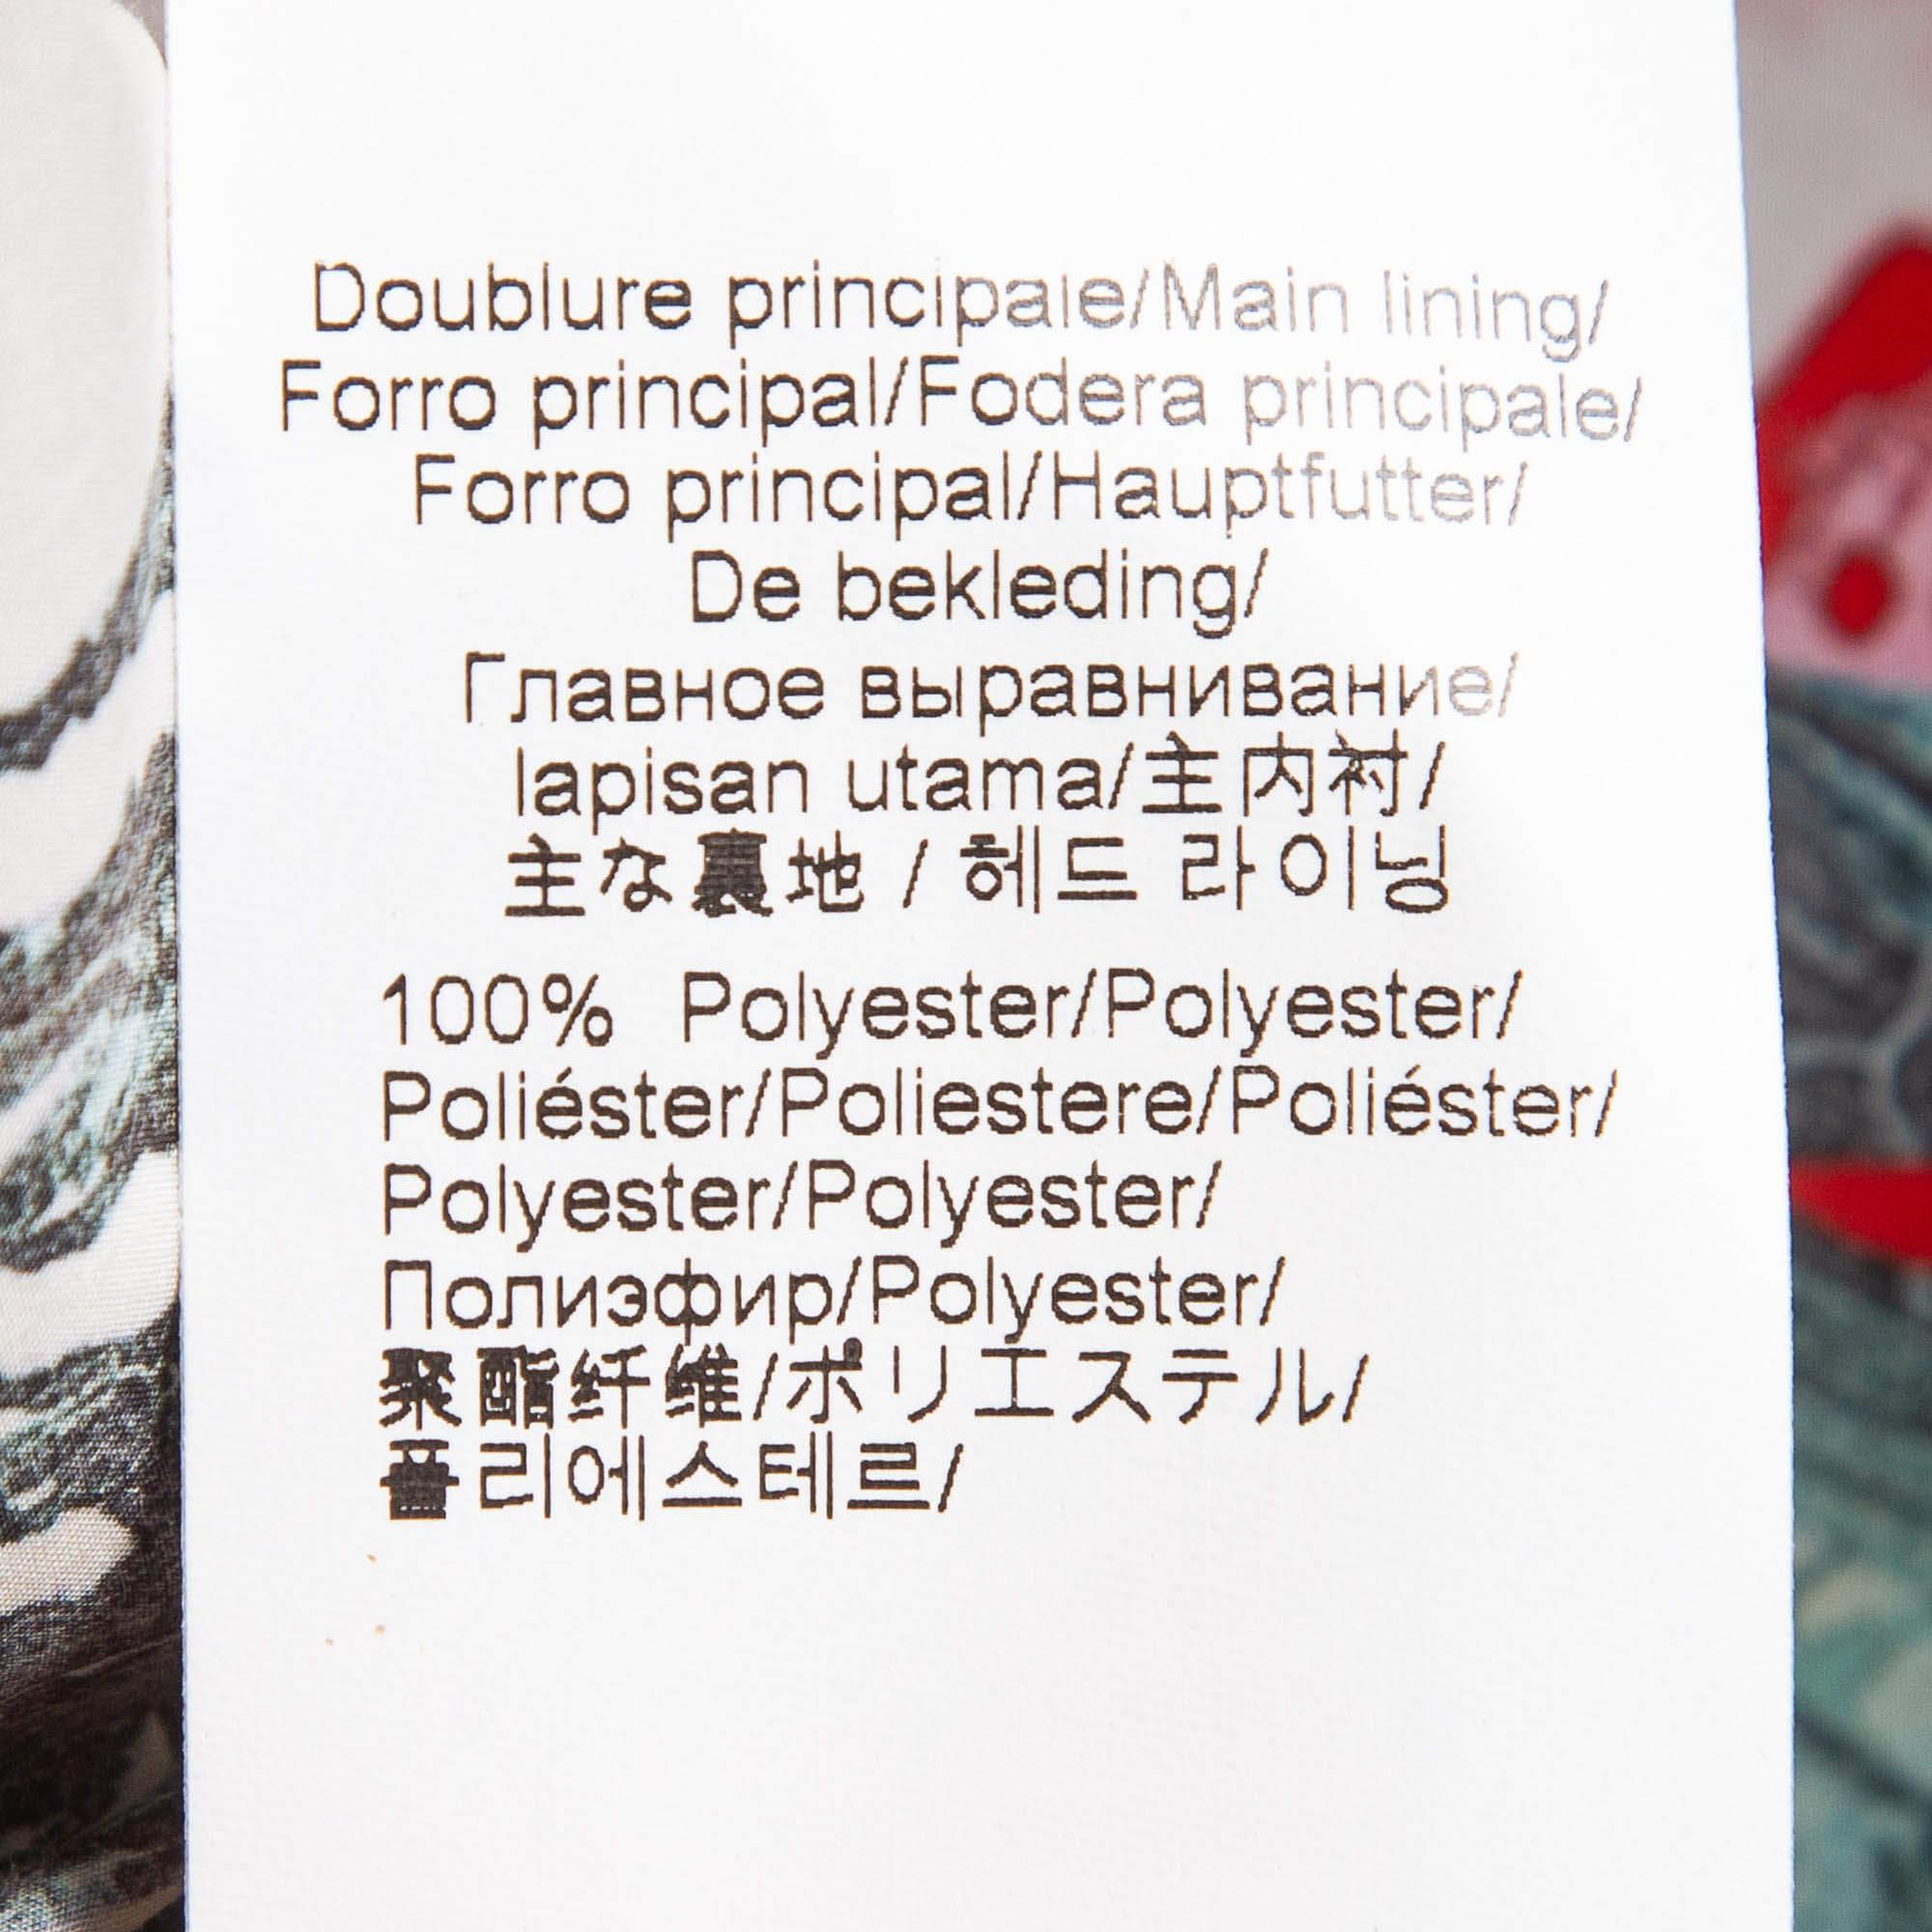 Doublure principale/Main lining/
Forro principal/Fodera principale/
Forro principal/Hauptfutter/
De bekleding/
Главное выравнивание/
lapisan utama/主内衬/
主な裏地 / 헤드 라이닝
100% Polyester/Polyester/
Poliéster/Poliestere/Poliéster/
Polyester/Polyester/
Полиэфир/Polyester/
聚酯纤维/ポリエステル/
폴리에스테르/